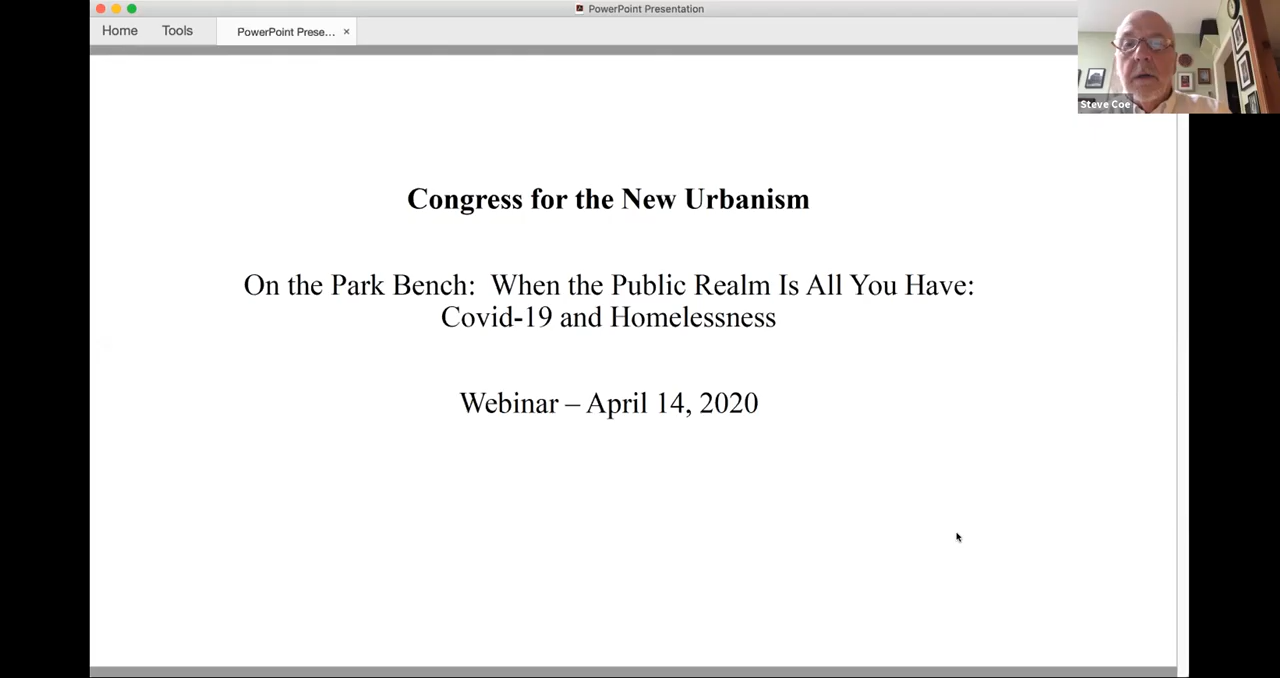 PowerPoint Presentation
Home
Tools
PowerPoint Prese... ×
Steve Coe
Congress for the New Urbanism
On the Park Bench: When the Public Realm Is All You Have:
Covid-19 and Homelessness
Webinar – April 14, 2020